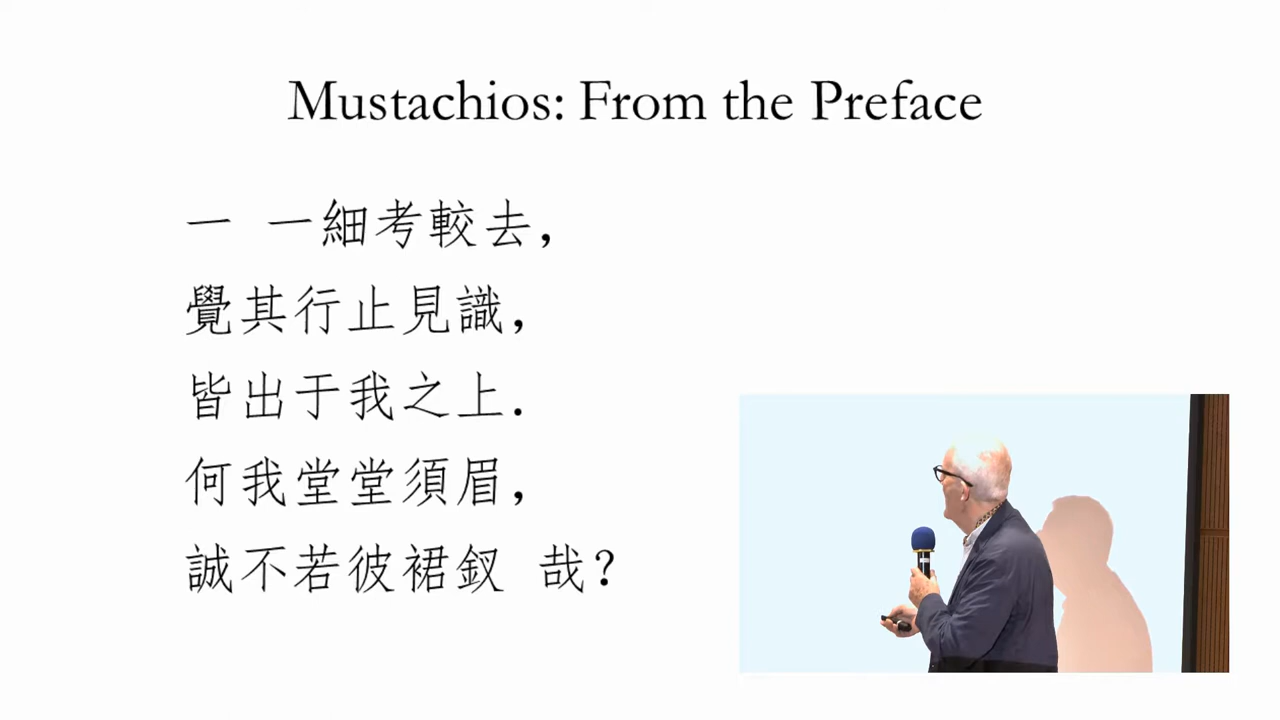 Mustachios: From the Preface
一 一細考較去,
覺其行止見識,
皆出于我之上.
何我堂堂須眉,
誠不若彼裙釵 哉?